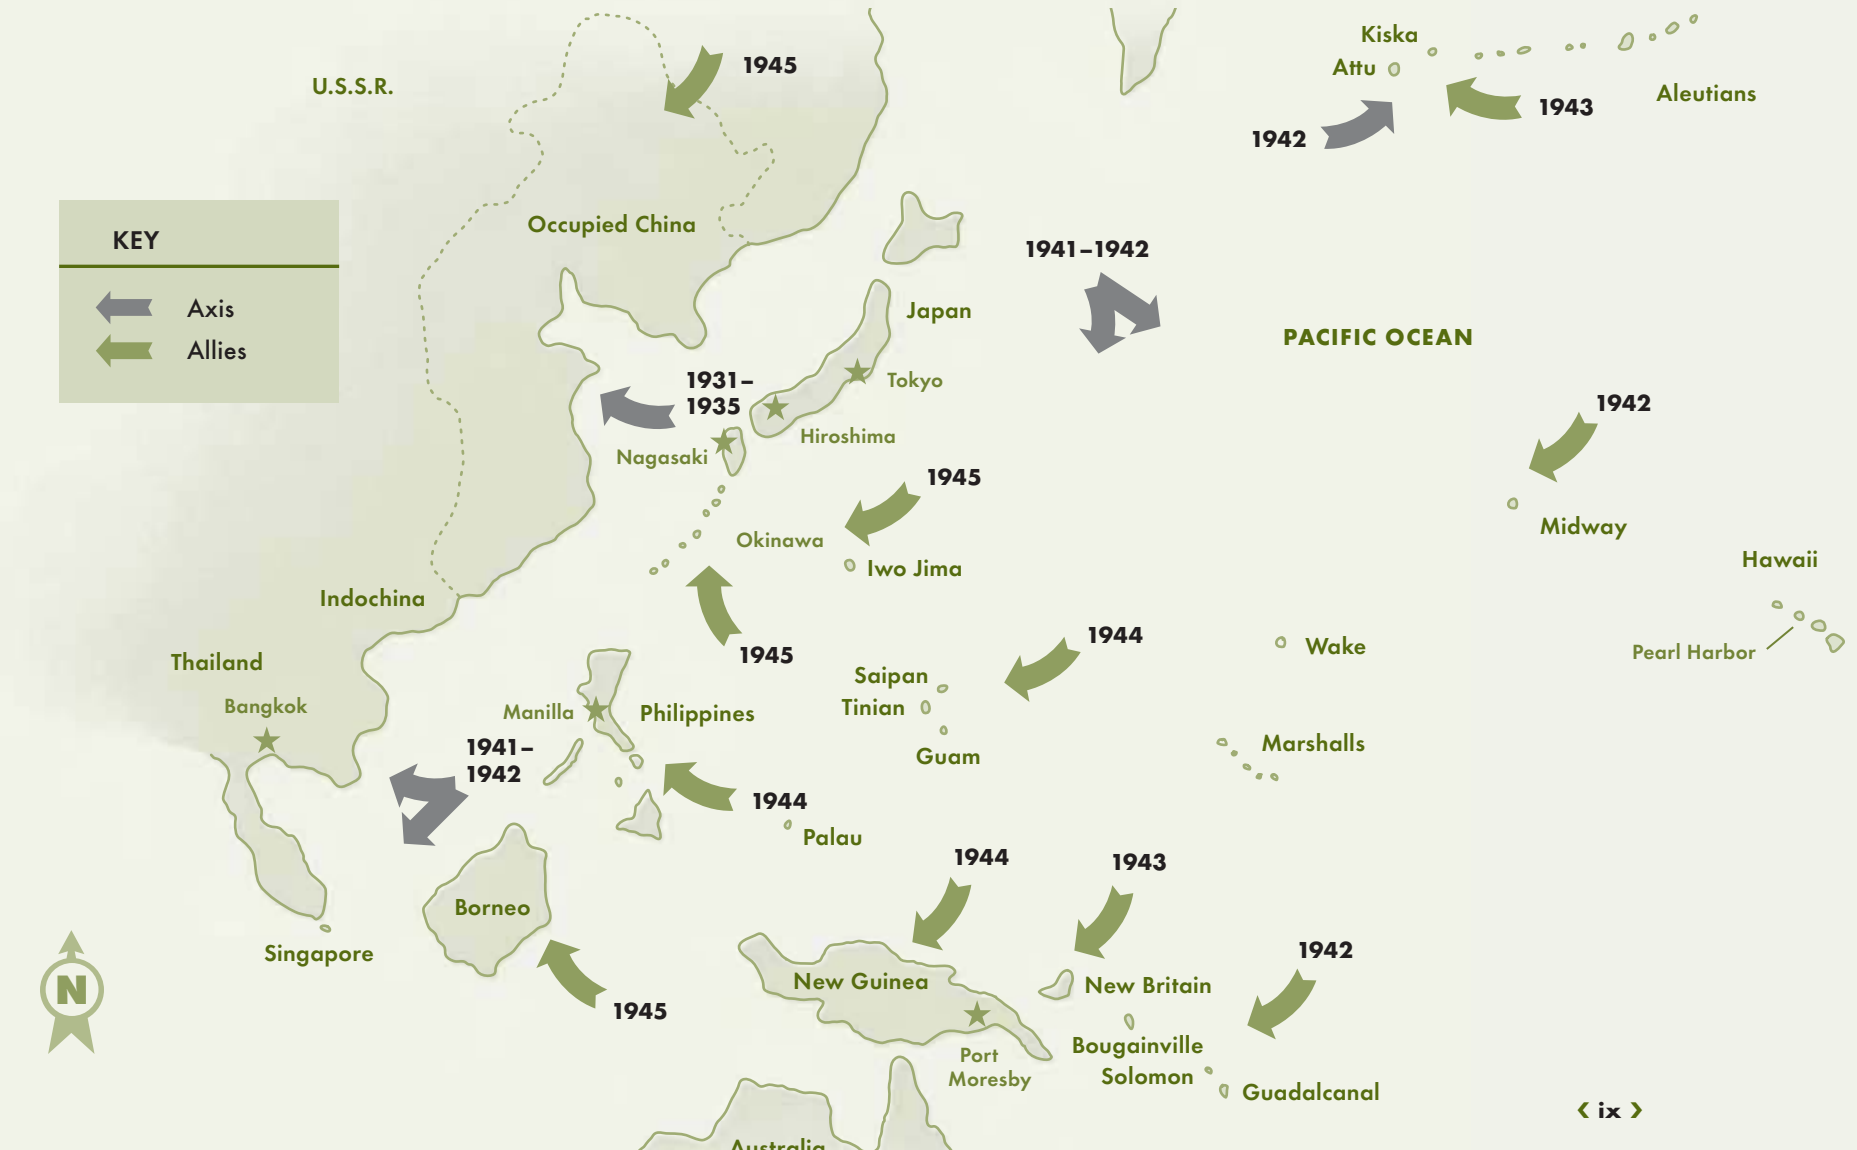 Kiska
U.S.S.R.
1945
Attu
Aleutians
1943
1942
Occupied China
KEY
1941–1942
Axis
Japan
PACIFIC OCEAN
Allies
1931–
1935
Tokyo
1942
Hiroshima
Nagasaki
1945
Midway
Okinawa
Iwo Jima
Hawaii
Indochina
1944
Wake
Pearl Harbor
1945
Thailand
Saipan
Bangkok
Manilla
Philippines
Tinian
1941–
1942
Guam
Marshalls
1944
Palau
1944
1943
Borneo
Singapore
1942
N
New Guinea
New Britain
1945
Port
Moresby
Bougainville
Solomon
Guadalcanal
‹ ix ›
Australia